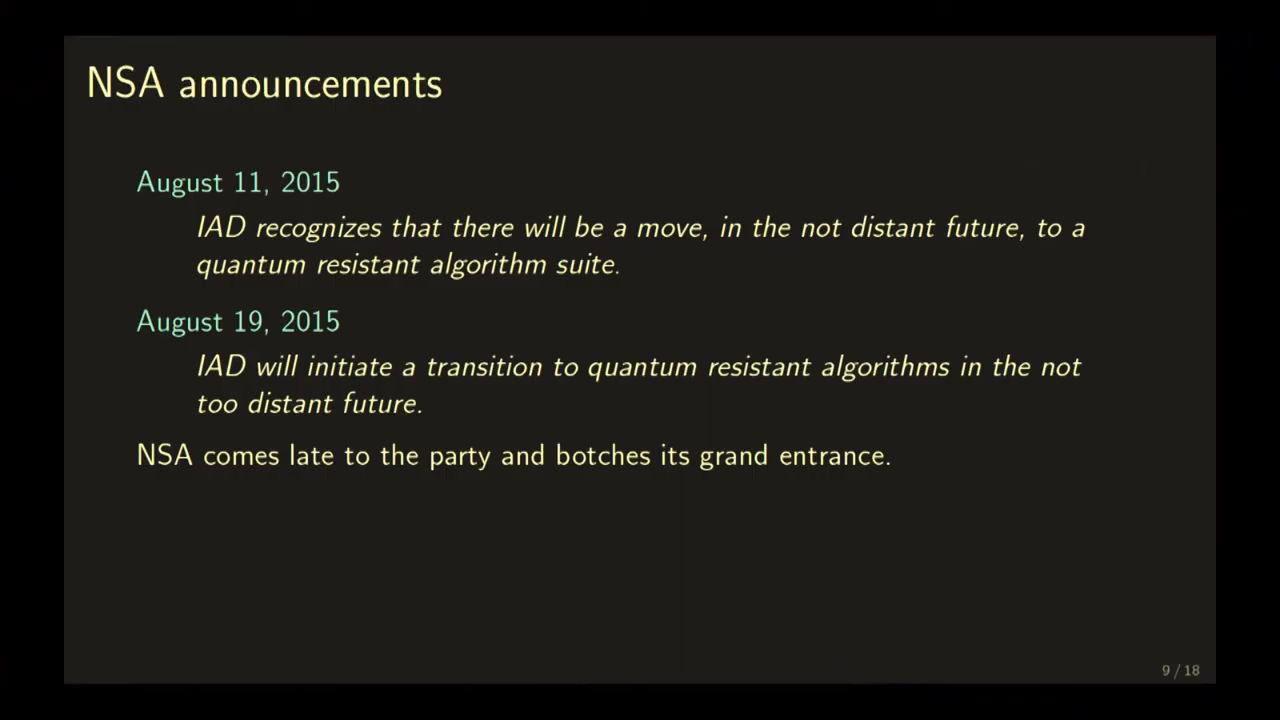 NSA announcements
August 11, 2015
IAD recognizes that there will be a move, in the not distant future, to a
quantum resistant algorithm suite.
August 19, 2015
IAD will initiate a transition to quantum resistant algorithms in the not
too distant future.
NSA comes late to the party and botches its grand entrance.
9 / 18